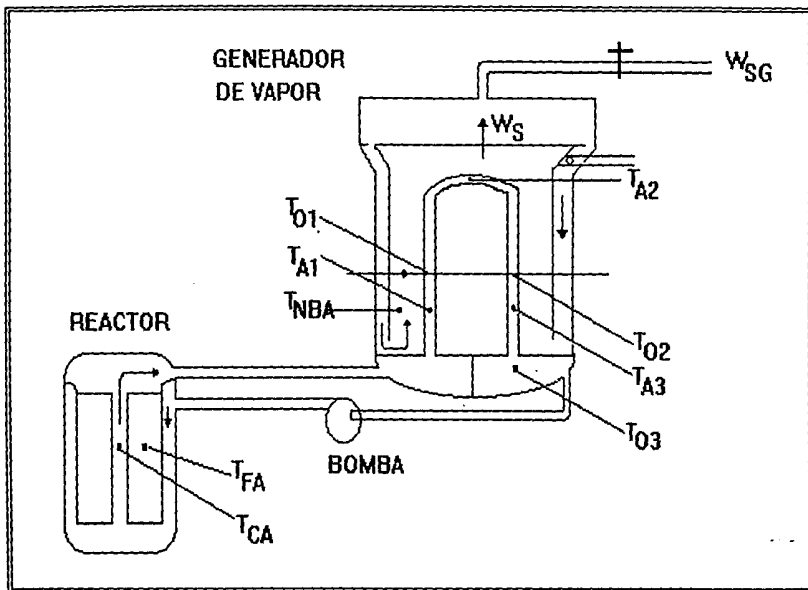 GENERADOR
DE VAPOR
W_SG
W_S
T_A2
T_O1
T_A1
T_NBA
REACTOR
T_O2
T_A3
T_O3
BOMBA
T_FA
T_CA